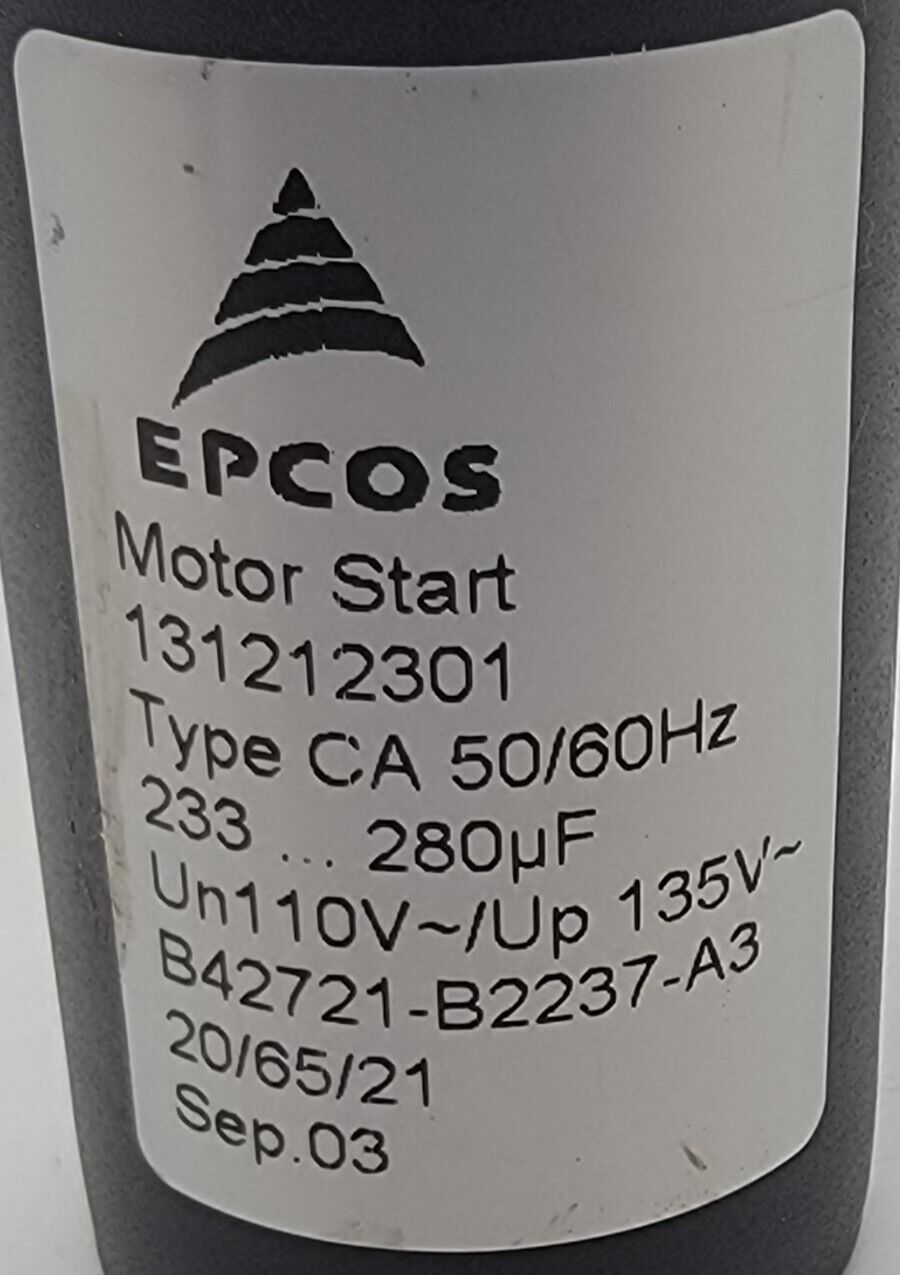 EPCOS
Motor Start
131212301
Type CA 50/60Hz
233 ... 280µF
Un110V~/Up 135V~
B42721-B2237-A3
20/65/21
Sep.03